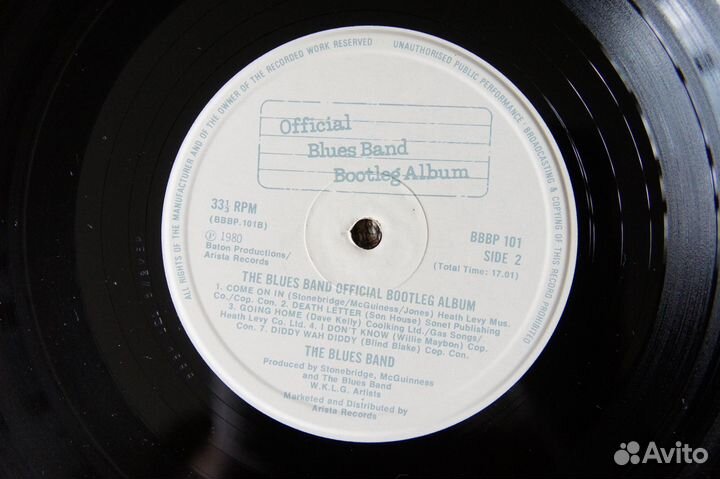 ALL RIGHTS OF THE MANUFACTURER AND OF THE OWNER OF THE RECORDED WORK RESERVED
UNAUTHORISED PUBLIC PERFORMANCE · BROADCASTING & COPYING OF THIS RECORD PROHIBITED
Official
Blues Band
Bootleg Album
33⅓ RPM
(BBBP.101B)
℗ 1980
Baton Productions/
Arista Records
BBBP 101
SIDE 2
(Total Time: 17.01)
THE BLUES BAND OFFICIAL BOOTLEG ALBUM
1. COME ON IN (Stonebridge/McGuinness/Jones) Heath Levy Mus.
Co./Cop. Con. 2. DEATH LETTER (Son House) Sonet Publishing
3. GOING HOME (Dave Kelly) Coolking Ltd./Gas Songs/
Heath Levy Co. Ltd. 4. I DON'T KNOW (Willie Maybon) Cop.
Con. 7. DIDDY WAH DIDDY (Blind Blake) Cop. Con.
THE BLUES BAND
Produced by Stonebridge, McGuinness
and The Blues Band
W.K.L.G. Artists
Marketed and Distributed by
Arista Records
Avito